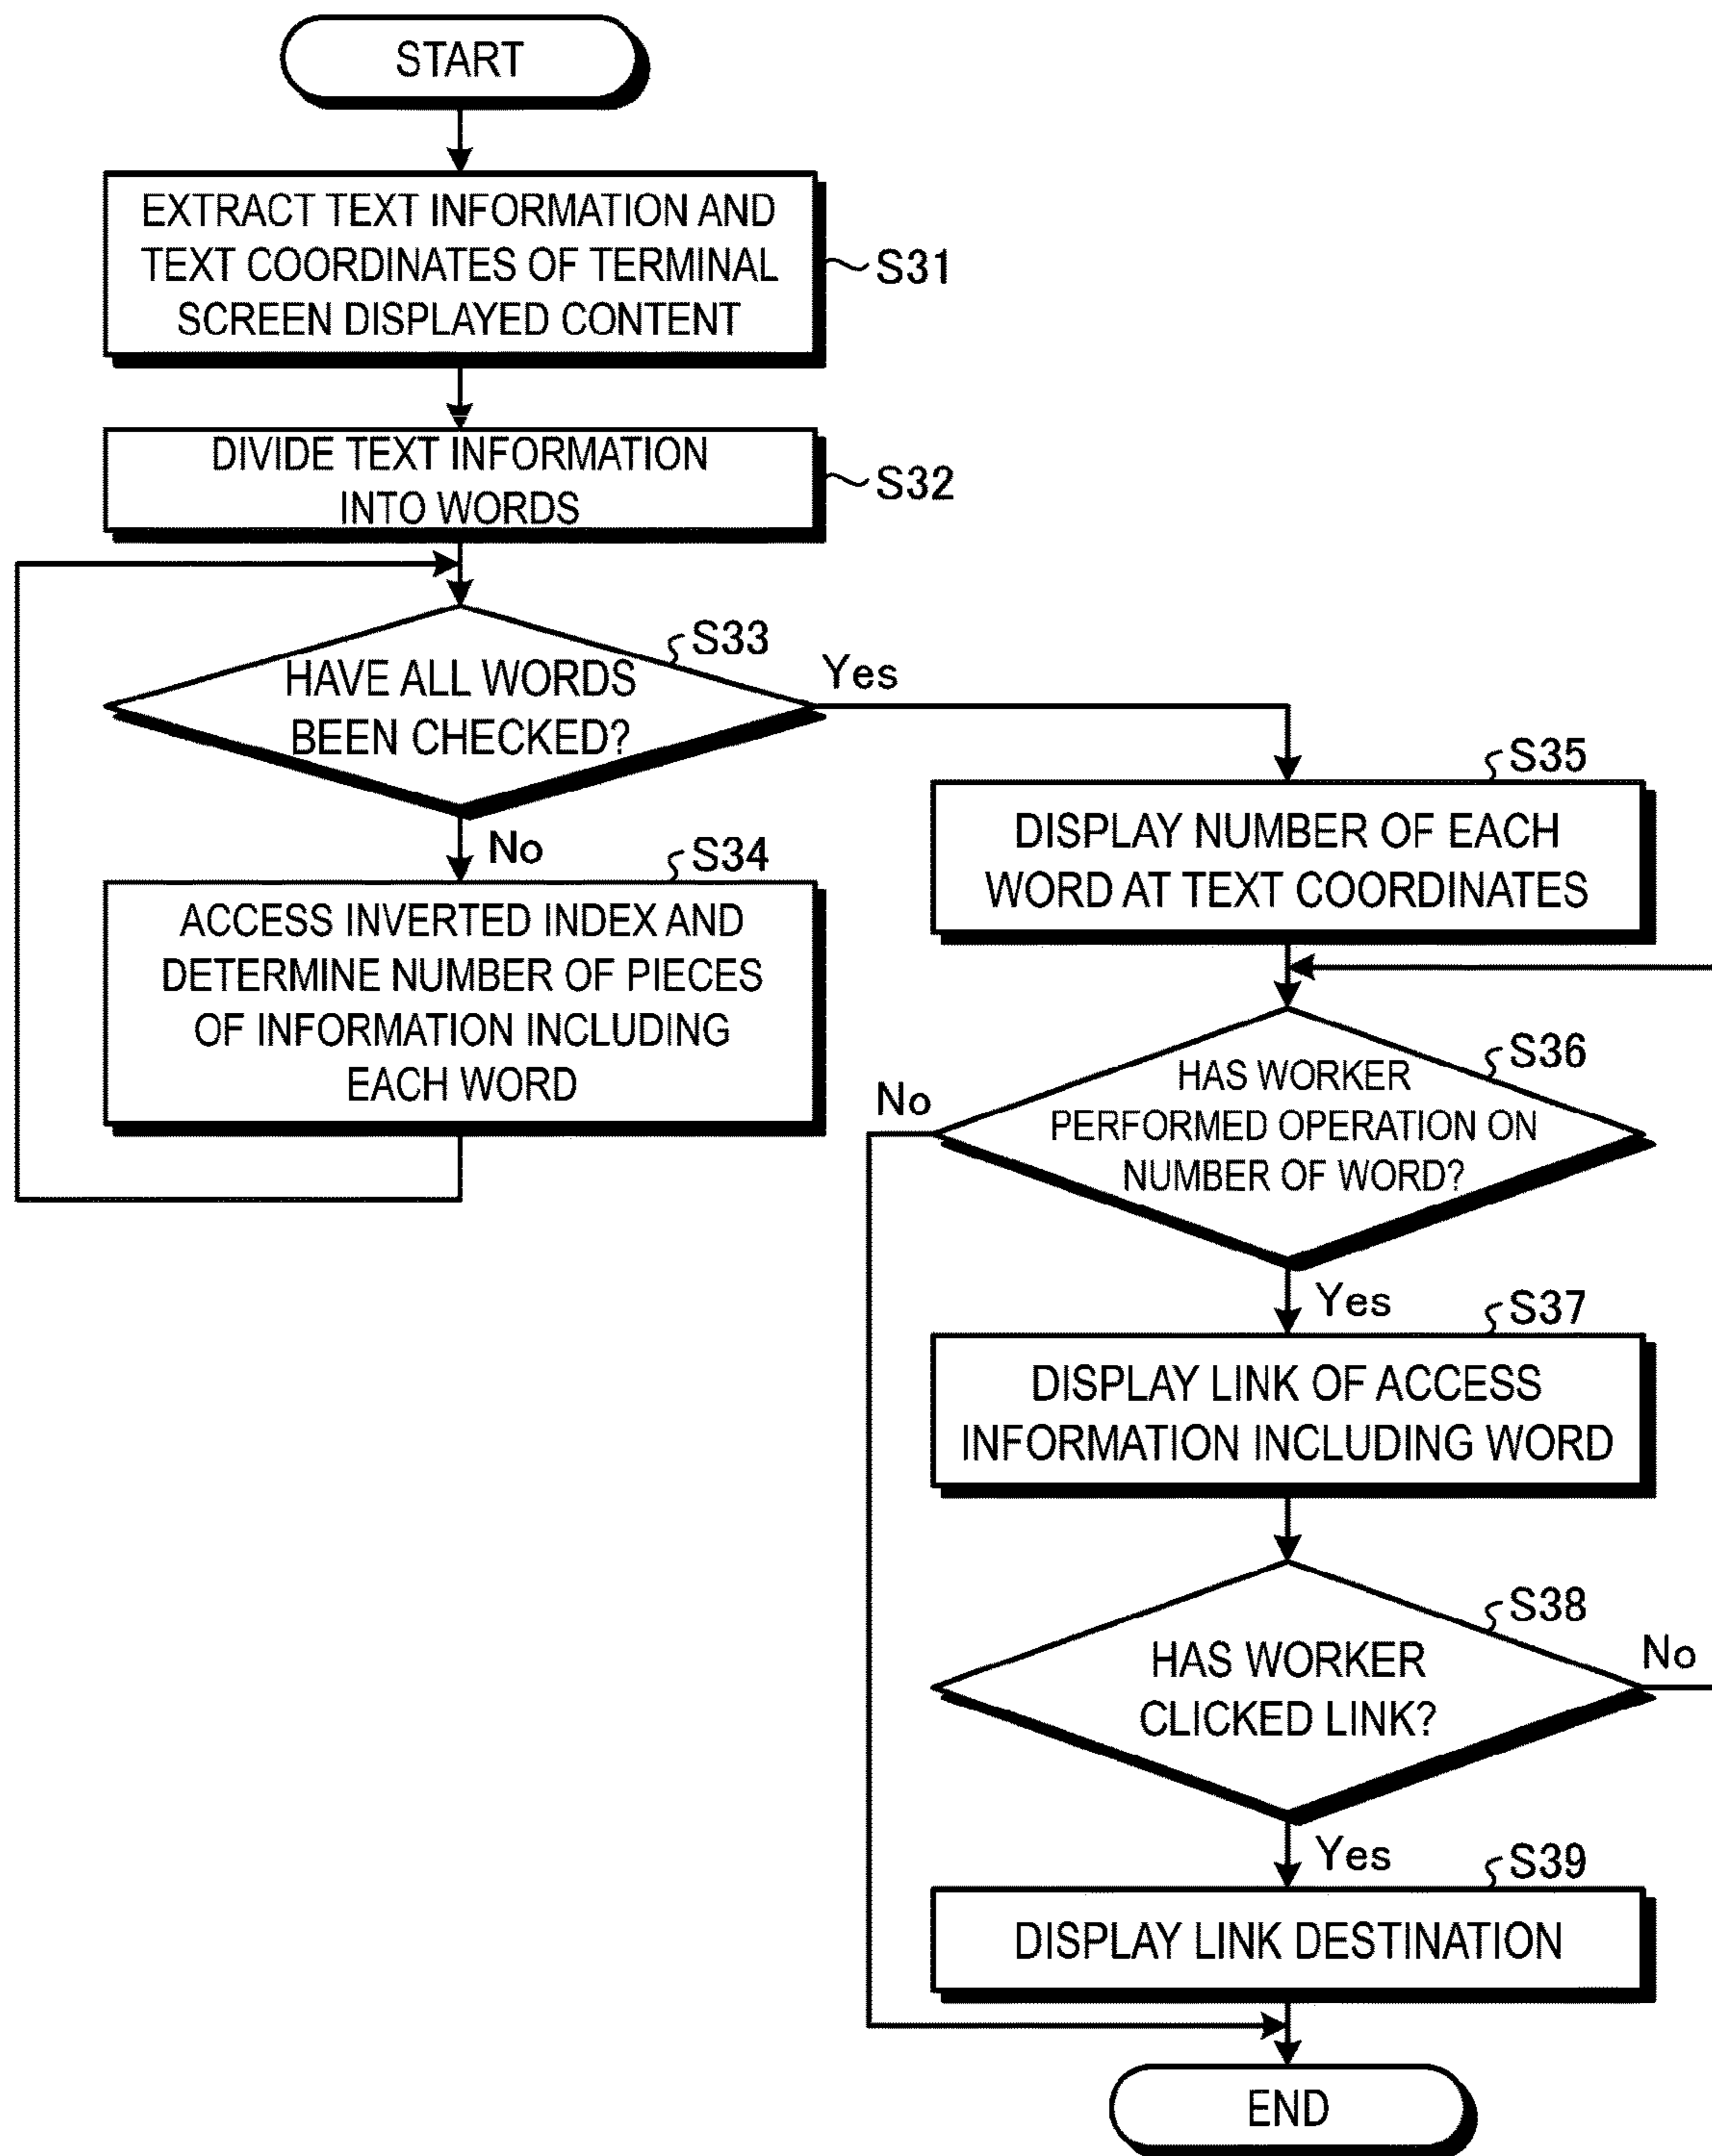 START
EXTRACT TEXT INFORMATION AND
TEXT COORDINATES OF TERMINAL
SCREEN DISPLAYED CONTENT
S31
DIVIDE TEXT INFORMATION
INTO WORDS
S32
S33
HAVE ALL WORDS
BEEN CHECKED?
Yes
No
S34
ACCESS INVERTED INDEX AND
DETERMINE NUMBER OF PIECES
OF INFORMATION INCLUDING
EACH WORD
S35
DISPLAY NUMBER OF EACH
WORD AT TEXT COORDINATES
S36
HAS WORKER
PERFORMED OPERATION ON
NUMBER OF WORD?
No
Yes
S37
DISPLAY LINK OF ACCESS
INFORMATION INCLUDING WORD
S38
HAS WORKER
CLICKED LINK?
No
Yes
S39
DISPLAY LINK DESTINATION
END